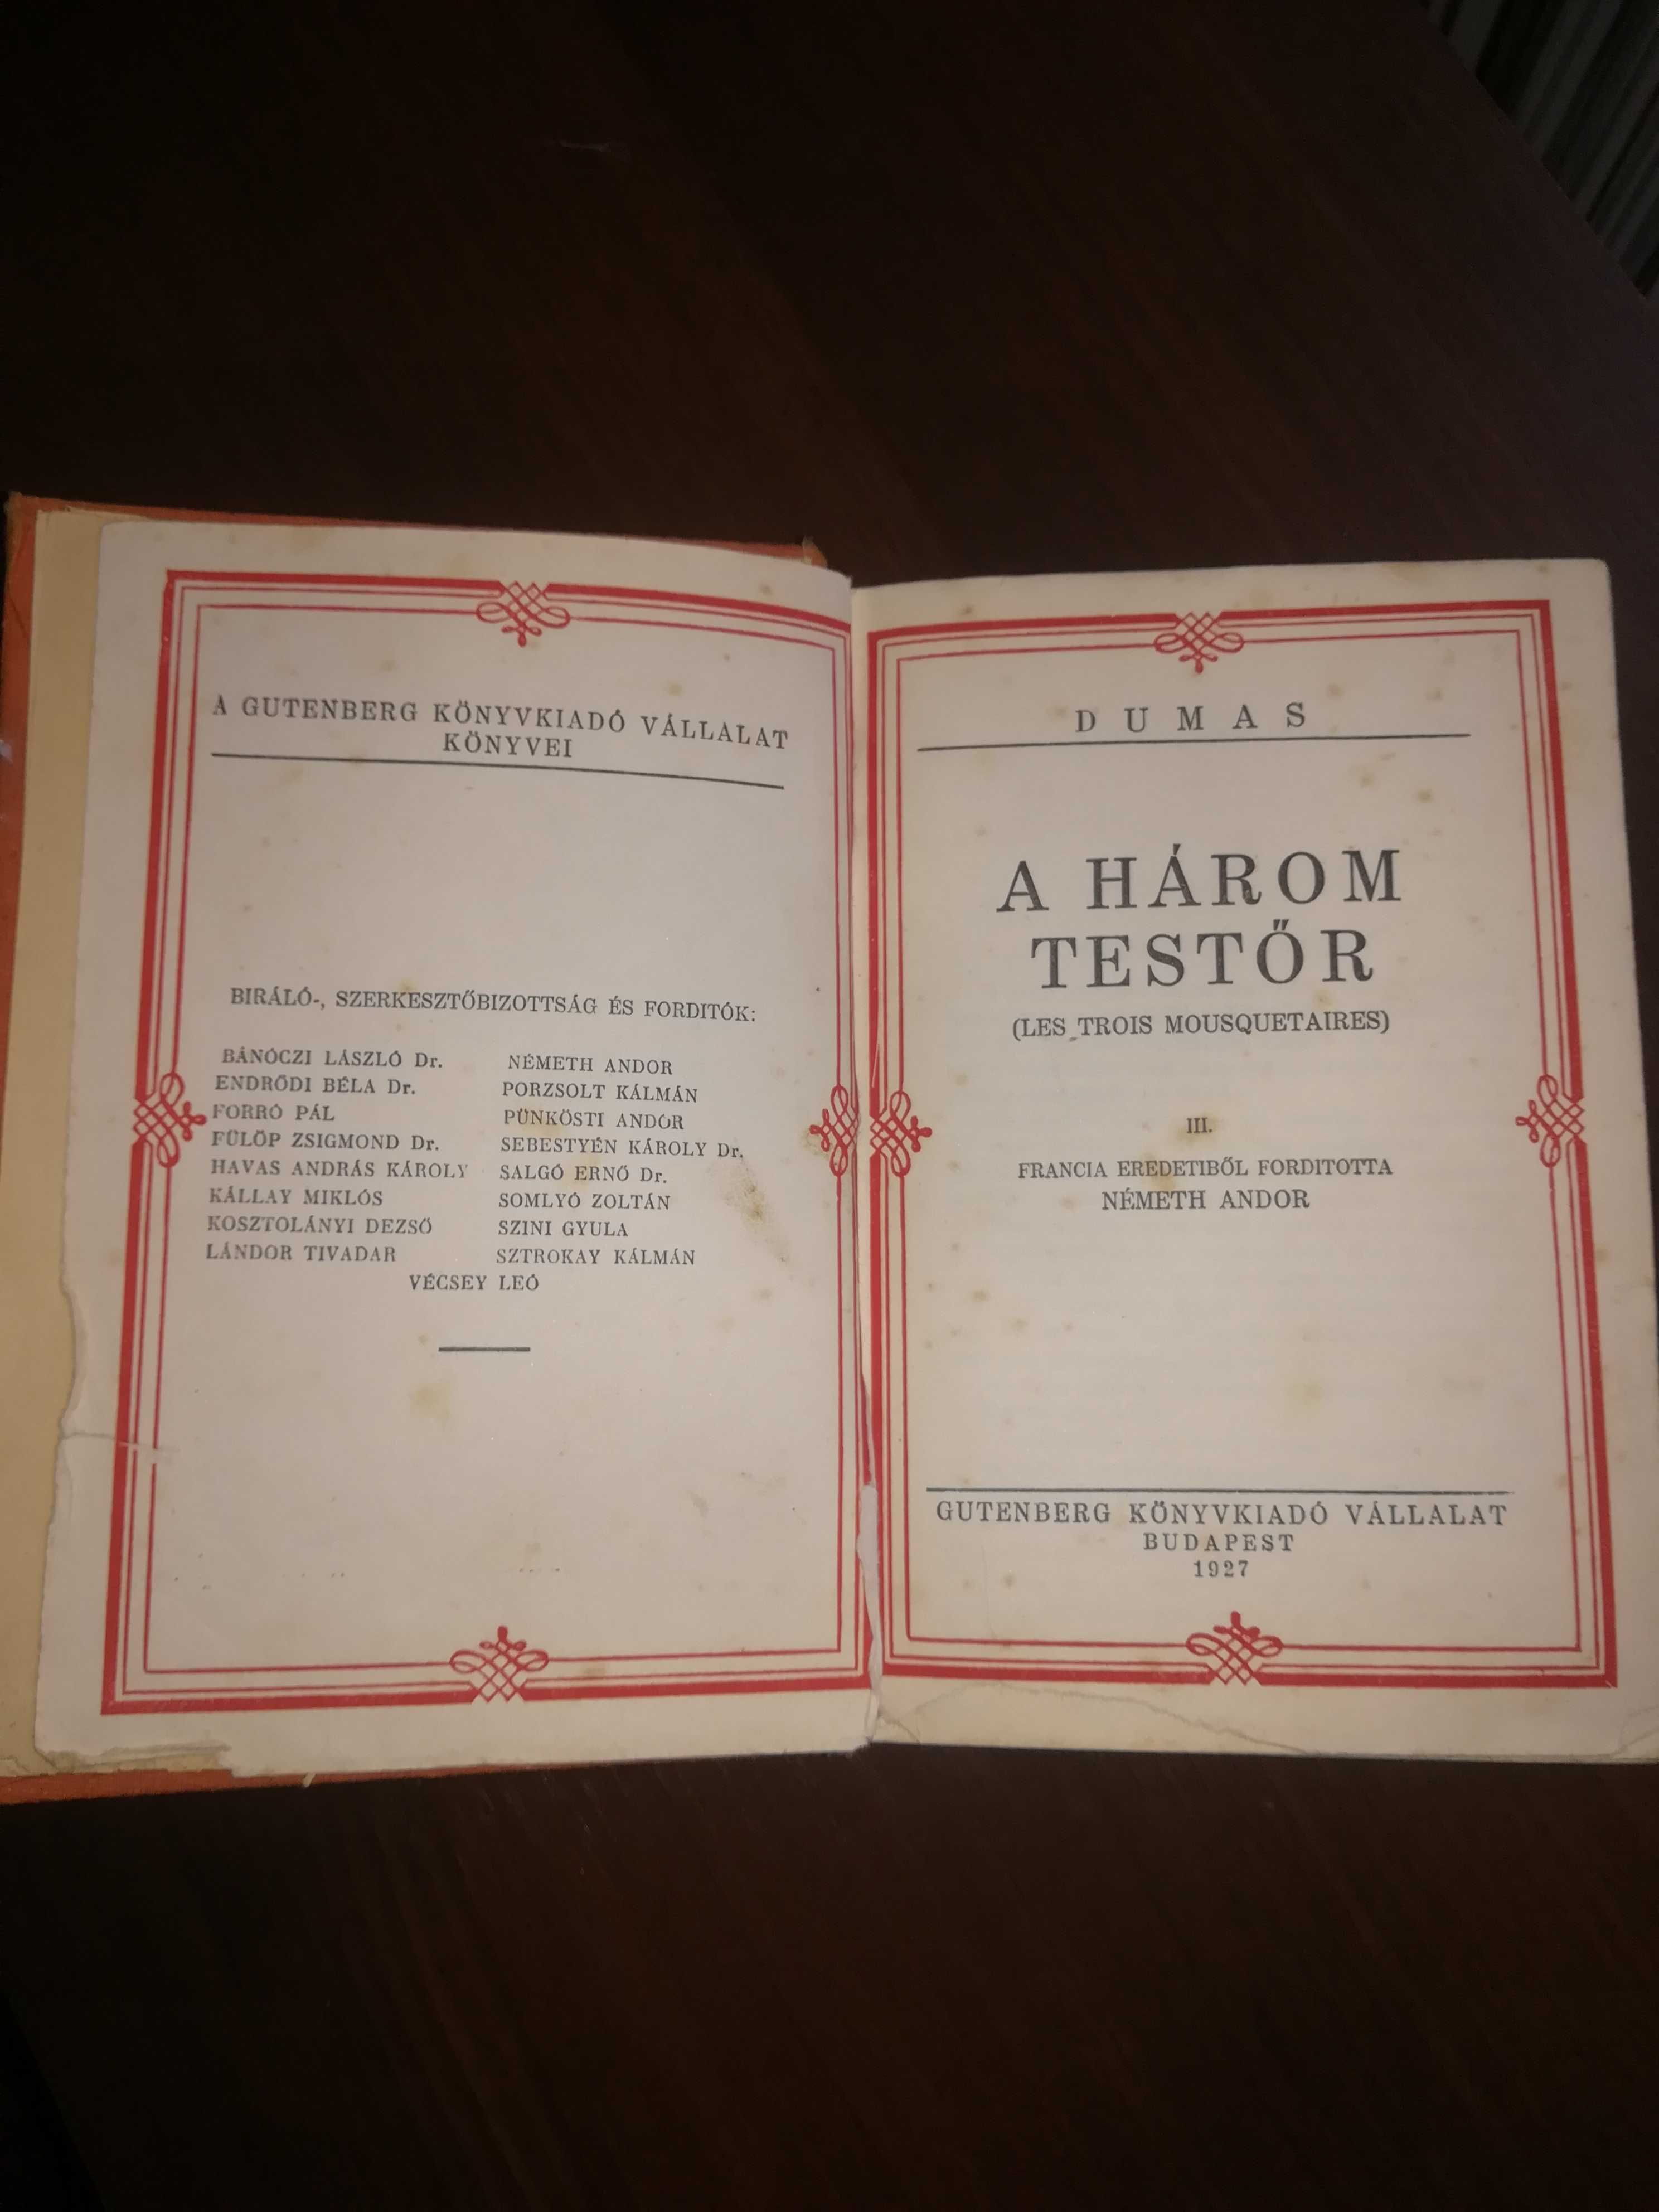 A GUTENBERG KÖNYVKIADÓ VÁLLALAT
KÖNYVEI
BIRÁLÓ-, SZERKESZTŐBIZOTTSÁG ÉS FORDITÓK:
BÁNÓCZI LÁSZLÓ Dr.
ENDRŐDI BÉLA Dr.
FORRÓ PÁL
FÜLÖP ZSIGMOND Dr.
HAVAS ANDRÁS KÁROLY
KÁLLAY MIKLÓS
KOSZTOLÁNYI DEZSŐ
LÁNDOR TIVADAR
NÉMETH ANDOR
PORZSOLT KÁLMÁN
PÜNKÖSTI ANDOR
SEBESTYÉN KÁROLY Dr.
SALGÓ ERNŐ Dr.
SOMLYÓ ZOLTÁN
SZINI GYULA
SZTROKAY KÁLMÁN
VÉCSEY LEÓ
DUMAS
A HÁROM
TESTŐR
(LES TROIS MOUSQUETAIRES)
III.
FRANCIA EREDETIBŐL FORDITOTTA
NÉMETH ANDOR
GUTENBERG KÖNYVKIADÓ VÁLLALAT
BUDAPEST
1927